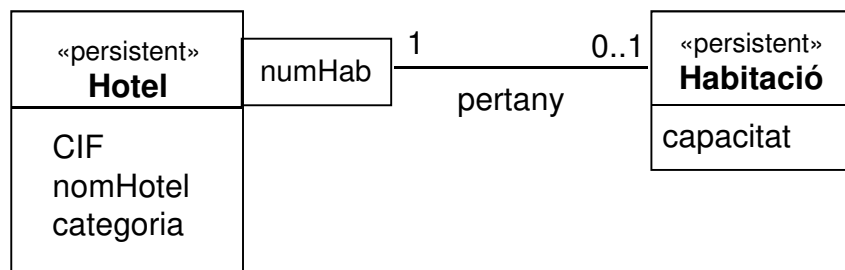 «persistent»
Hotel
CIF
nomHotel
categoria
numHab
1
0..1
pertany
«persistent»
Habitació
capacitat